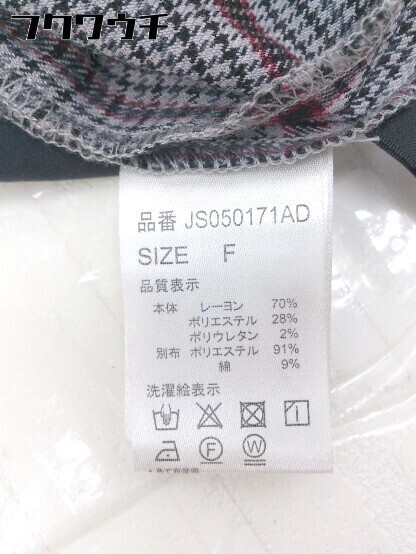 フクワウチ
品番 JS050171AD
SIZE F
品質表示
本体 レーヨン 70%
ポリエステル 28%
ポリウレタン 2%
別布 ポリエステル 91%
綿 9%
洗濯絵表示
F W